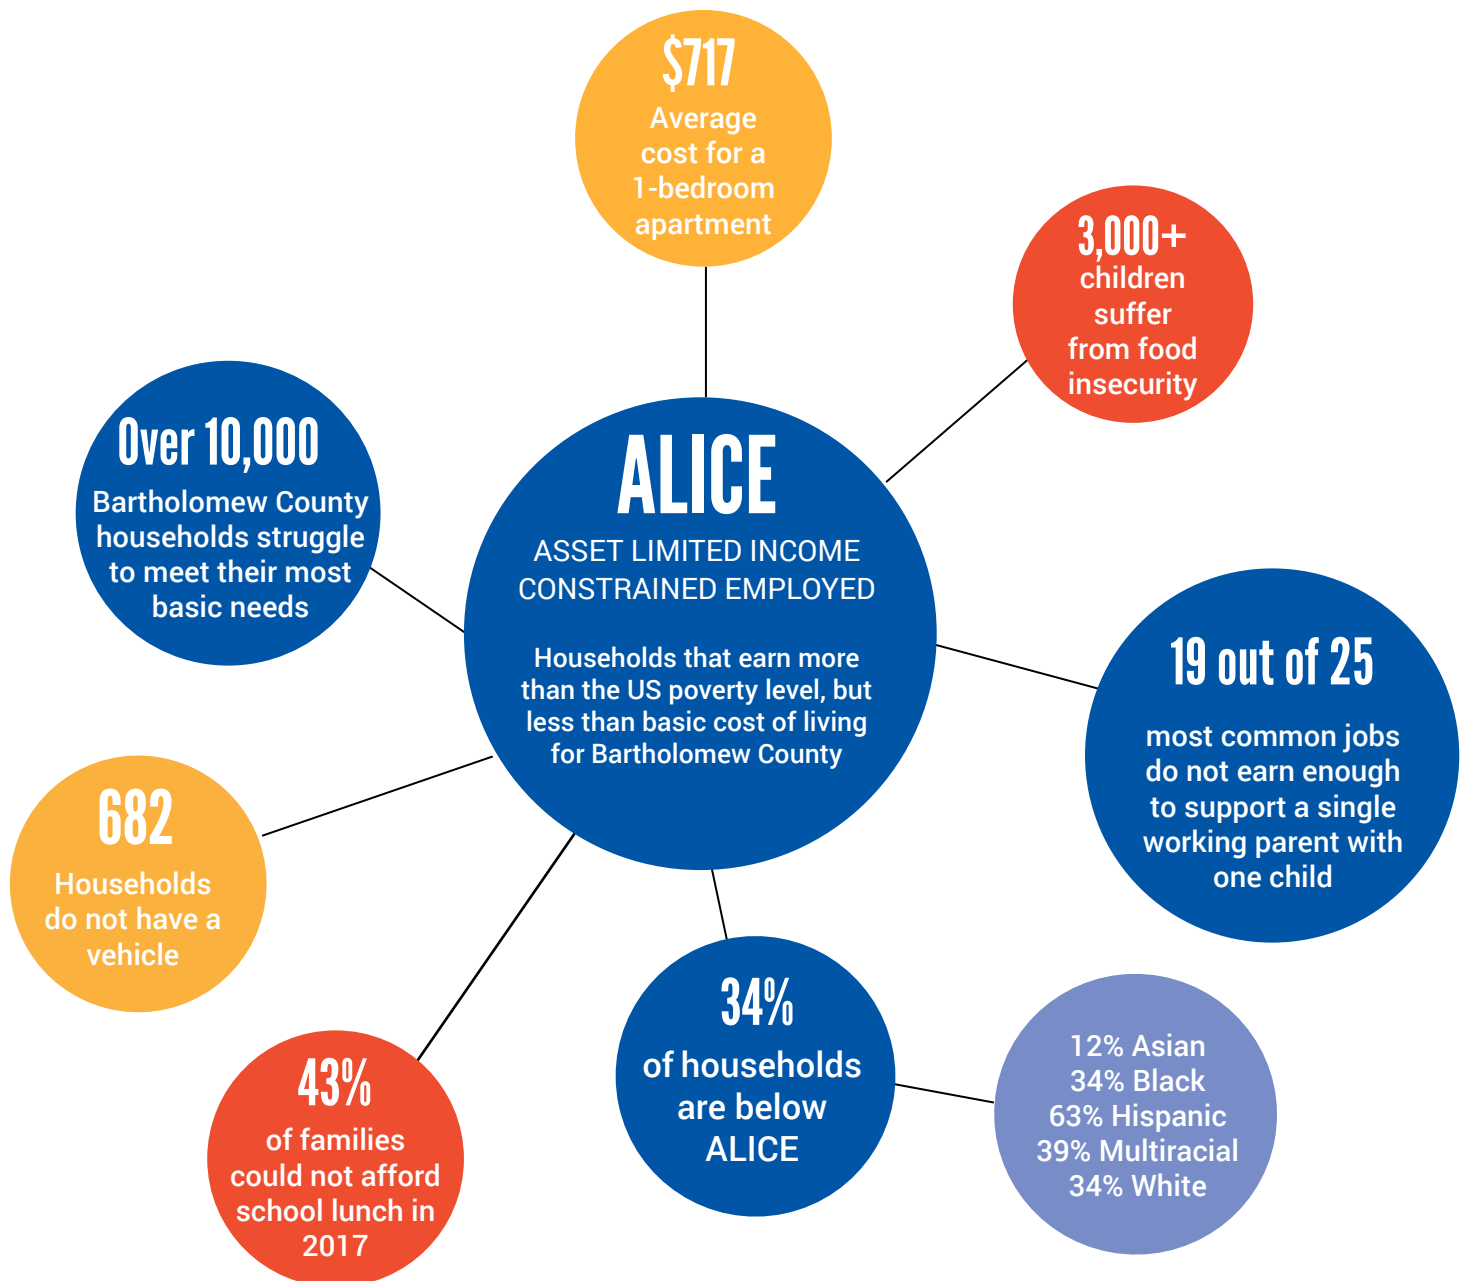 $717
Average
cost for a
1-bedroom
apartment
3,000+
children
suffer
from food
insecurity
Over 10,000
Bartholomew County
households struggle
to meet their most
basic needs
ALICE
ASSET LIMITED INCOME
CONSTRAINED EMPLOYED
Households that earn more
than the US poverty level, but
less than basic cost of living
for Bartholomew County
19 out of 25
most common jobs
do not earn enough
to support a single
working parent with
one child
682
Households
do not have a
vehicle
43%
of families
could not afford
school lunch in
2017
34%
of households
are below
ALICE
12% Asian
34% Black
63% Hispanic
39% Multiracial
34% White